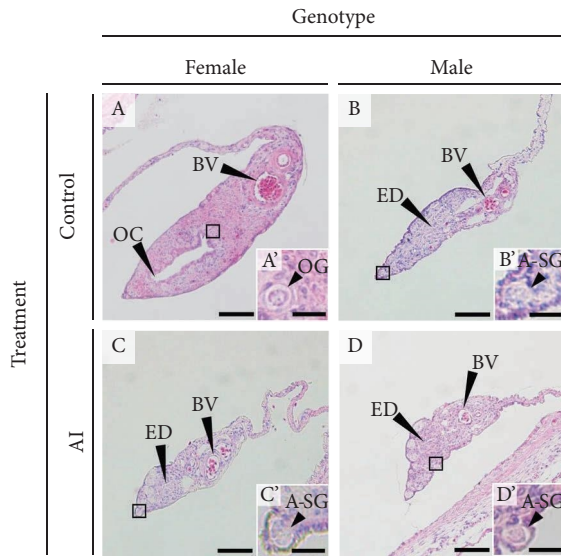 Genotype
Female Male
Treatment
Control
A
BV
OC
A'
OG
B
BV
ED
B'
A-SG
AI
C
BV
ED
C'
A-SG
D
BV
ED
D'
A-SG